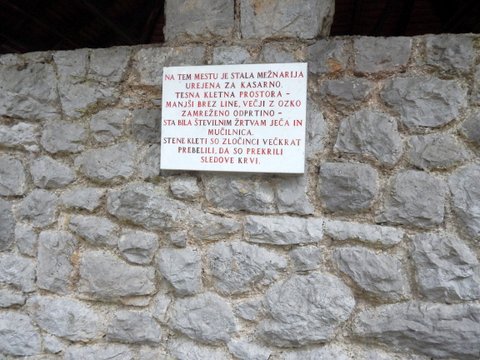 NA TEM MESTU JE STALA MEŽNARIJA
UREJENA ZA KASARNO.
TESNA KLETNA PROSTORA –
MANJŠI BREZ LINE, VEČJI Z OZKO
ZAMREŽENO ODPRTINO –
STA BILA ŠTEVILNIM ŽRTVAM JEČA IN
MUČILNICA.
STENE KLETI SO ZLOČINCI VEČKRAT
PREBELILI, DA SO PREKRILI
SLEDOVE KRVI.